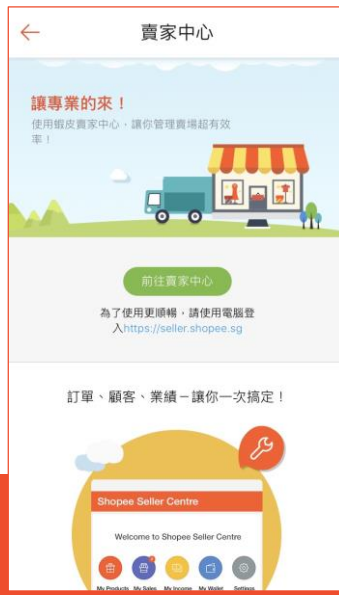 賣家中心
讓專業的來！
使用蝦皮賣家中心，讓你管理賣場超有效
率！
前往賣家中心
為了使用更順暢，請使用電腦登
入https://seller.shopee.sg
訂單、顧客、業績－讓你一次搞定！
Shopee Seller Centre
Welcome to Shopee Seller Centre
My Products My Sales My Income My Wallet Settings